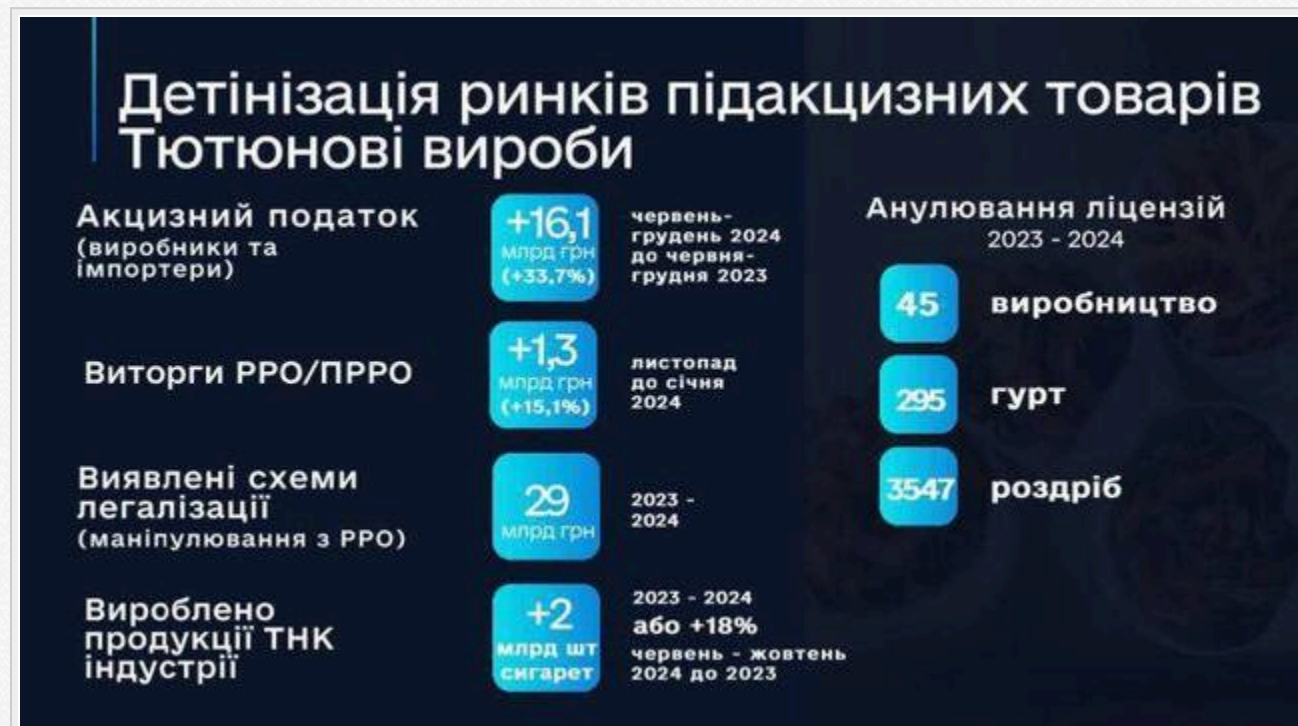 Детінізація ринків підакцизних товарів
Тютюнові вироби
Акцизний податок
(виробники та
імпортери)
+16,1
млрд грн
(+33,7%)
червень-
грудень 2024
до червня-
грудня 2023
Виторги РРО/ПРРО
+1,3
млрд грн
(+15,1%)
листопад
до січня
2024
Виявлені схеми
легалізації
(маніпулювання з РРО)
29
млрд грн
2023 -
2024
Вироблено
продукції ТНК
індустрії
+2
млрд шт
сигарет
2023 - 2024
або +18%
червень - жовтень
2024 до 2023
Анулювання ліцензій
2023 - 2024
45
виробництво
295
гурт
3547
роздріб